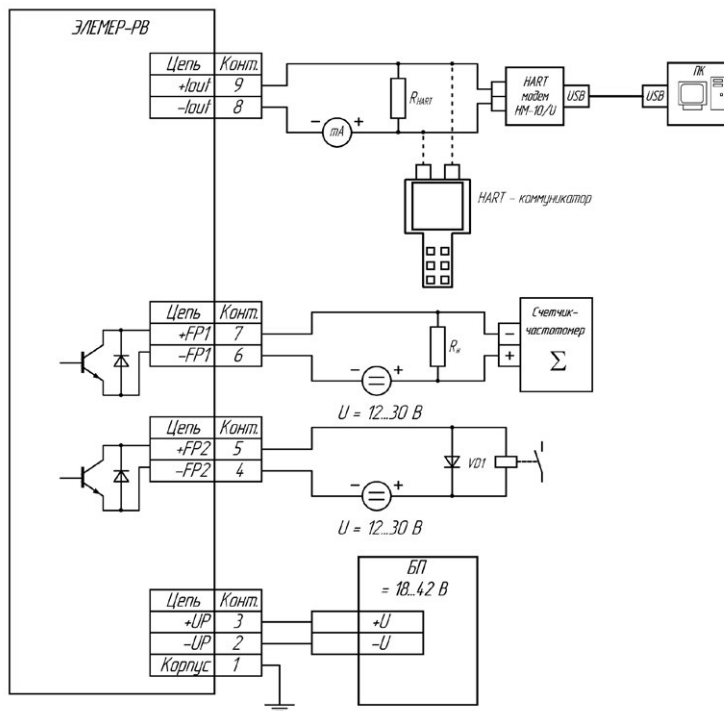 ЭЛЕМЕР-РВ
Цепь Конт.
+Iout 9
-Iout 8
- mA +
R HART
HART
модем
НМ-10/U
USB
USB
ПК
HART - коммуникатор
Цепь Конт.
+FP1 7
-FP1 6
- = +
U = 12...30 В
Rн
-
+
Счетчик-
частотомер
Σ
Цепь Конт.
+FP2 5
-FP2 4
- = +
U = 12...30 В
VD1
БП
= 18...42 В
Цепь Конт.
+UP 3
-UP 2
Корпус 1
+U
-U